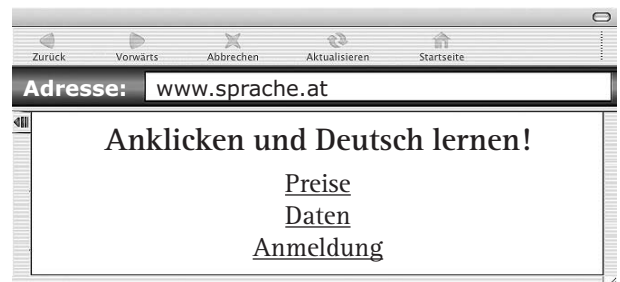 Zurück Vorwärts Abbrechen Aktualisieren Startseite
Adresse: www.sprache.at
Anklicken und Deutsch lernen!
Preise
Daten
Anmeldung